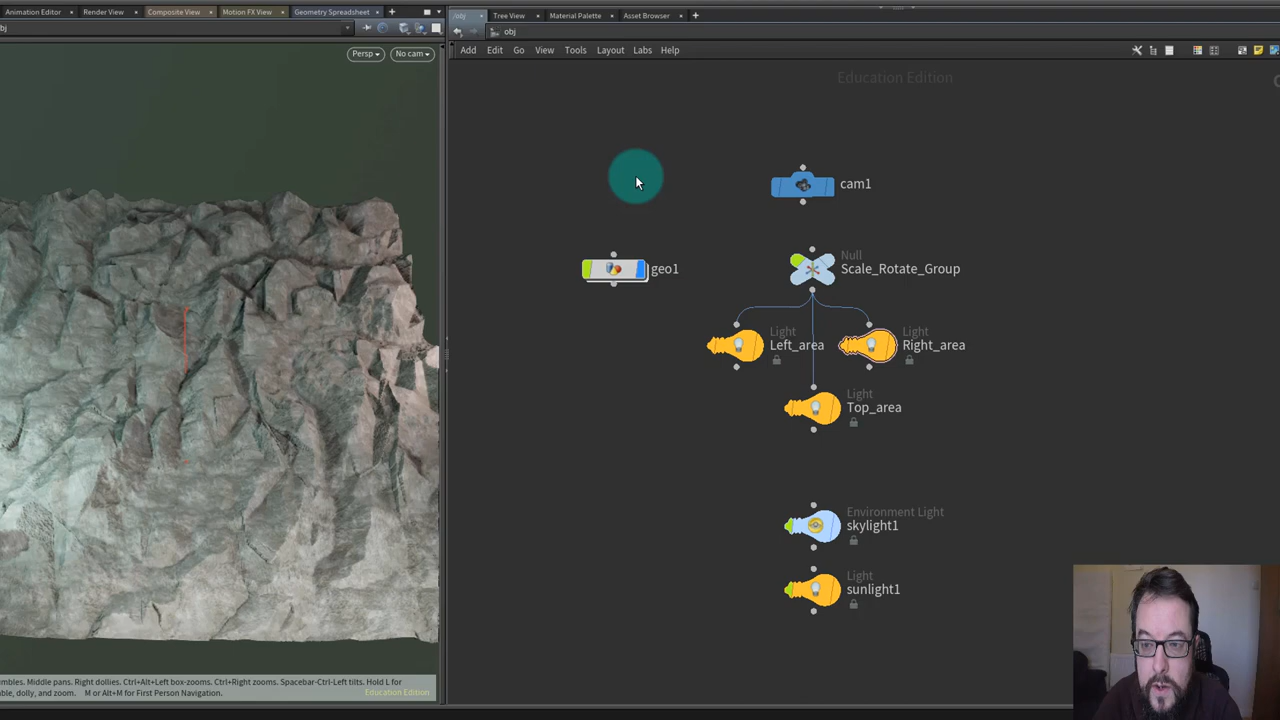 Animation Editor Render View Composite View Motion FX View Geometry Spreadsheet
/obj Tree View Material Palette Asset Browser
bj
obj
Add Edit Go View Tools Layout Labs Help
Persp No cam
Education Edition
cam1
geo1
Null
Scale_Rotate_Group
Light
Left_area
Light
Right_area
Light
Top_area
Environment Light
skylight1
Light
sunlight1
mbles. Middle pans. Right dollies. Ctrl+Alt+Left box-zooms. Ctrl+Right zooms. Spacebar-Ctrl-Left tilts. Hold L for
ble, dolly, and zoom. M or Alt+M for First Person Navigation.
Education Edition